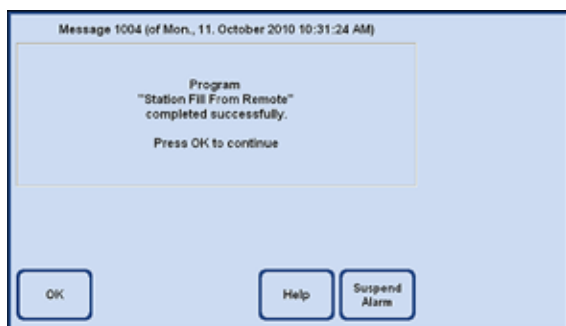 Message 1004 (of Mon., 11. October 2010 10:31:24 AM)
Program
"Station Fill From Remote"
completed successfully.
Press OK to continue
OK
Help
Suspend
Alarm